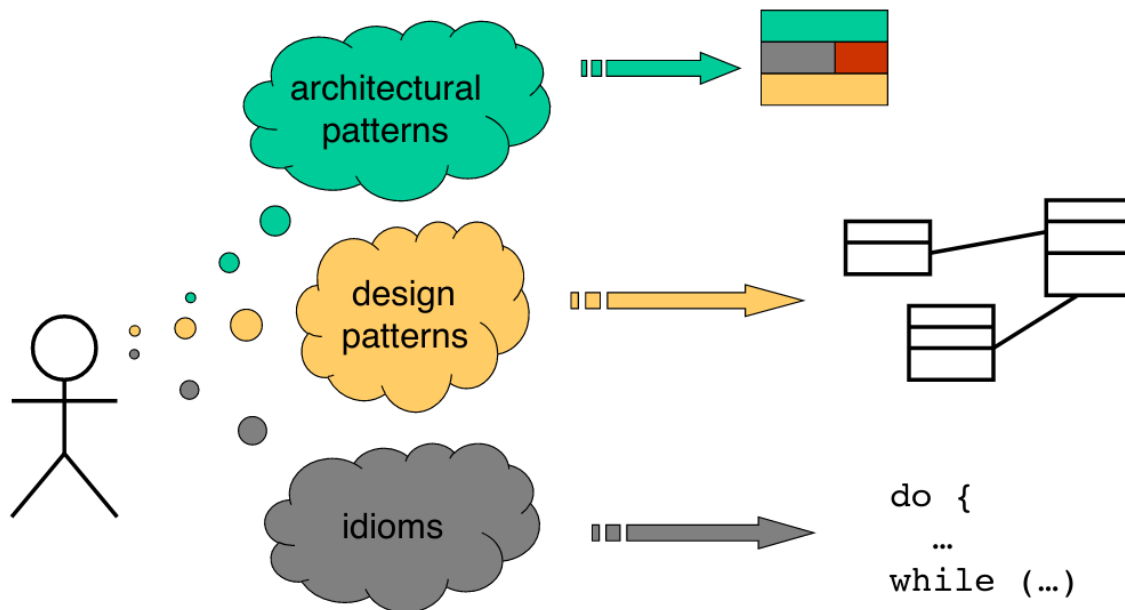 architectural
patterns
design
patterns
idioms
do {
…
while (…)